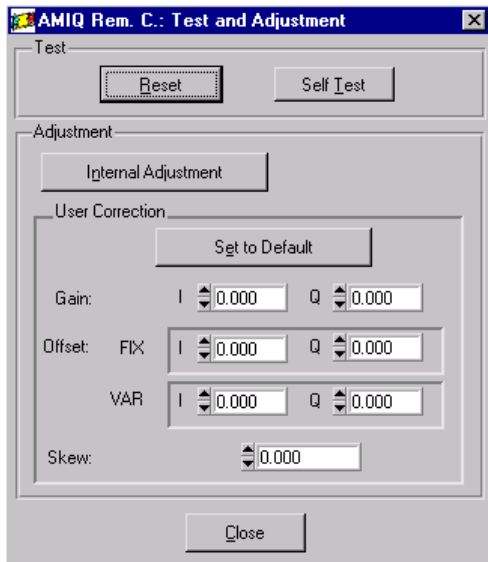 AMIQ Rem. C.: Test and Adjustment
Test
Reset
Self Test
Adjustment
Internal Adjustment
User Correction
Set to Default
Gain: I 0.000 Q 0.000
Offset: FIX I 0.000 Q 0.000
VAR I 0.000 Q 0.000
Skew: 0.000
Close